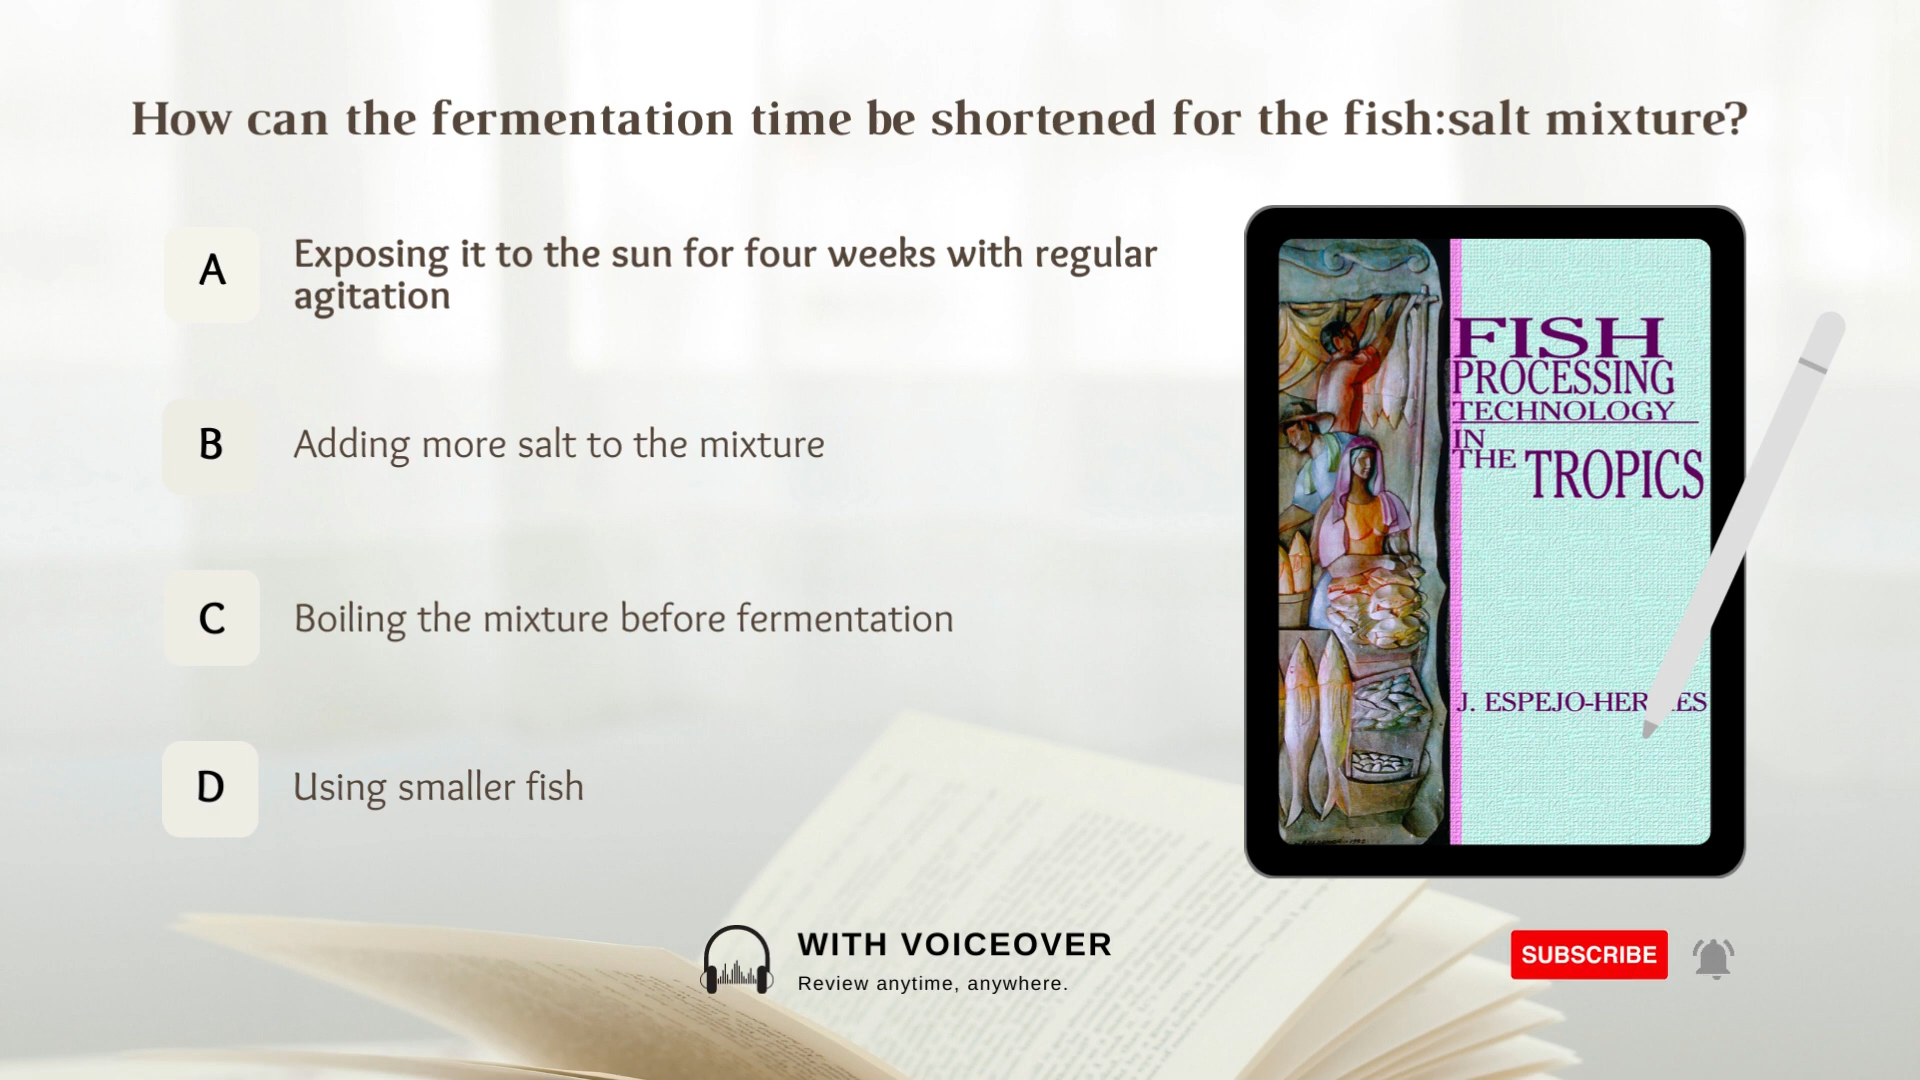 How can the fermentation time be shortened for the fish:salt mixture?
A
Exposing it to the sun for four weeks with regular
agitation
B
Adding more salt to the mixture
C
Boiling the mixture before fermentation
D
Using smaller fish
FISH
PROCESSING
TECHNOLOGY
IN
THE TROPICS
J. ESPEJO-HER
WITH VOICEOVER
Review anytime, anywhere.
SUBSCRIBE